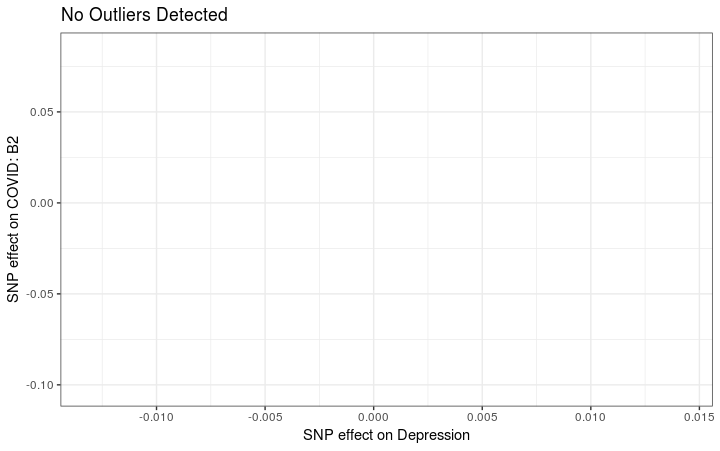 No Outliers Detected
SNP effect on COVID: B2
0.05
0.00
-0.05
-0.10
-0.010 -0.005 0.000 0.005 0.010 0.015
SNP effect on Depression